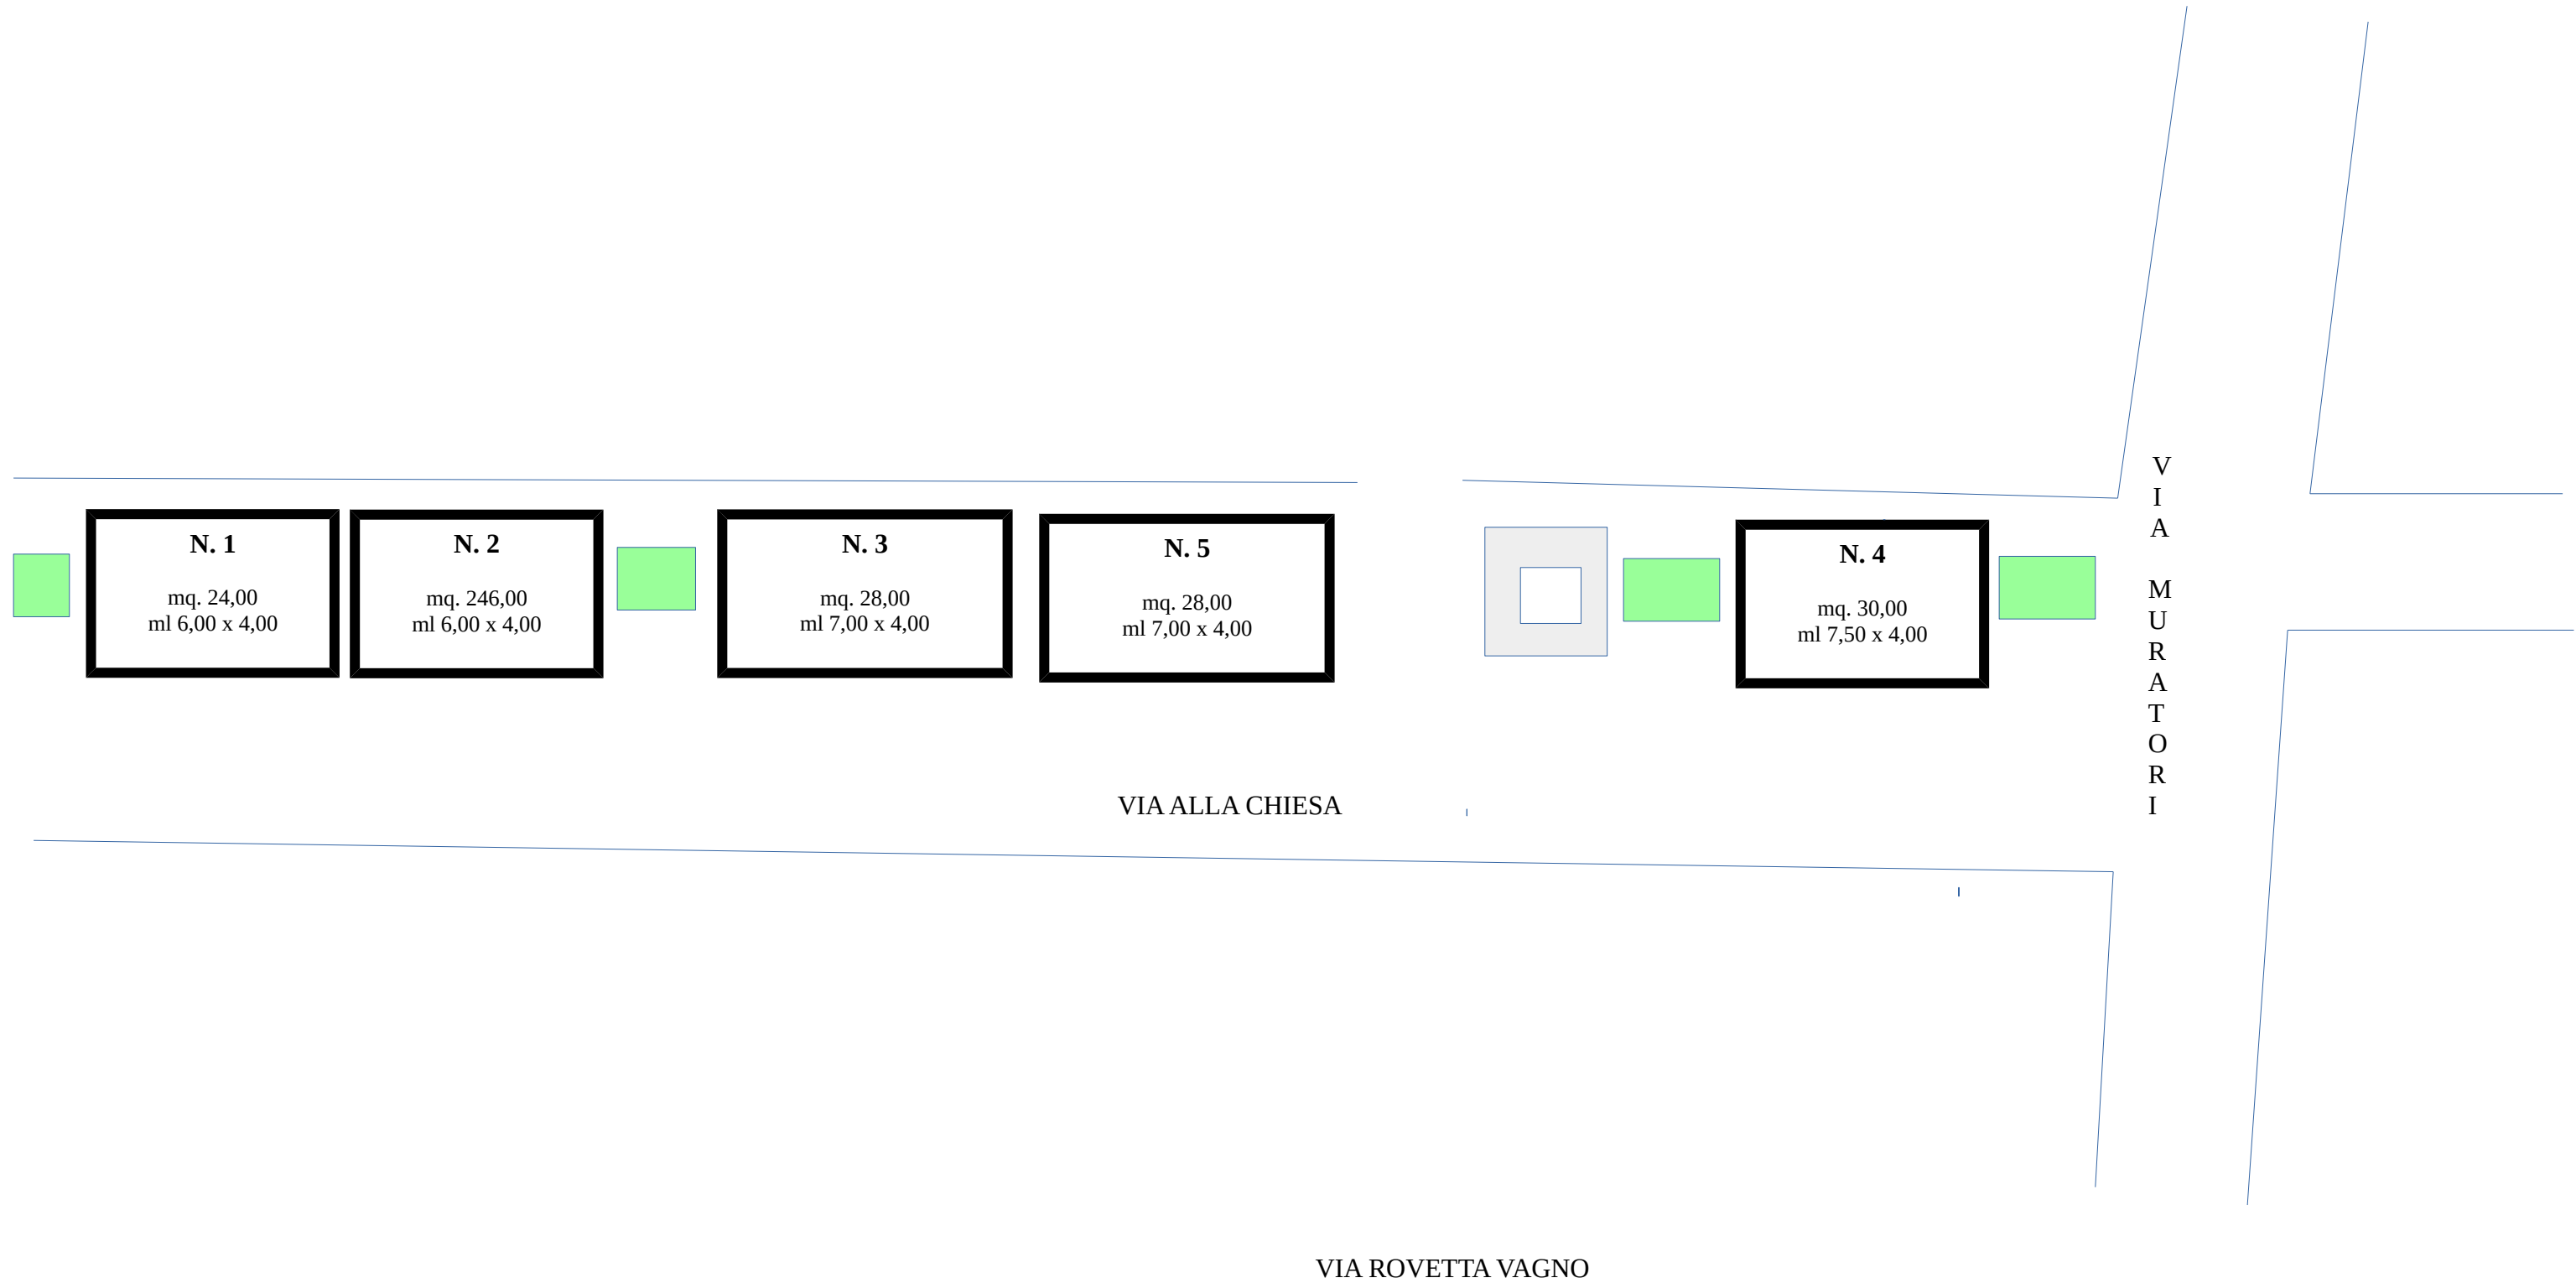 N. 1
mq. 24,00
ml 6,00 x 4,00
N. 2
mq. 246,00
ml 6,00 x 4,00
N. 3
mq. 28,00
ml 7,00 x 4,00
N. 5
mq. 28,00
ml 7,00 x 4,00
N. 4
mq. 30,00
ml 7,50 x 4,00
VIA MURATORI
VIA ALLA CHIESA
VIA ROVETTA VAGNO